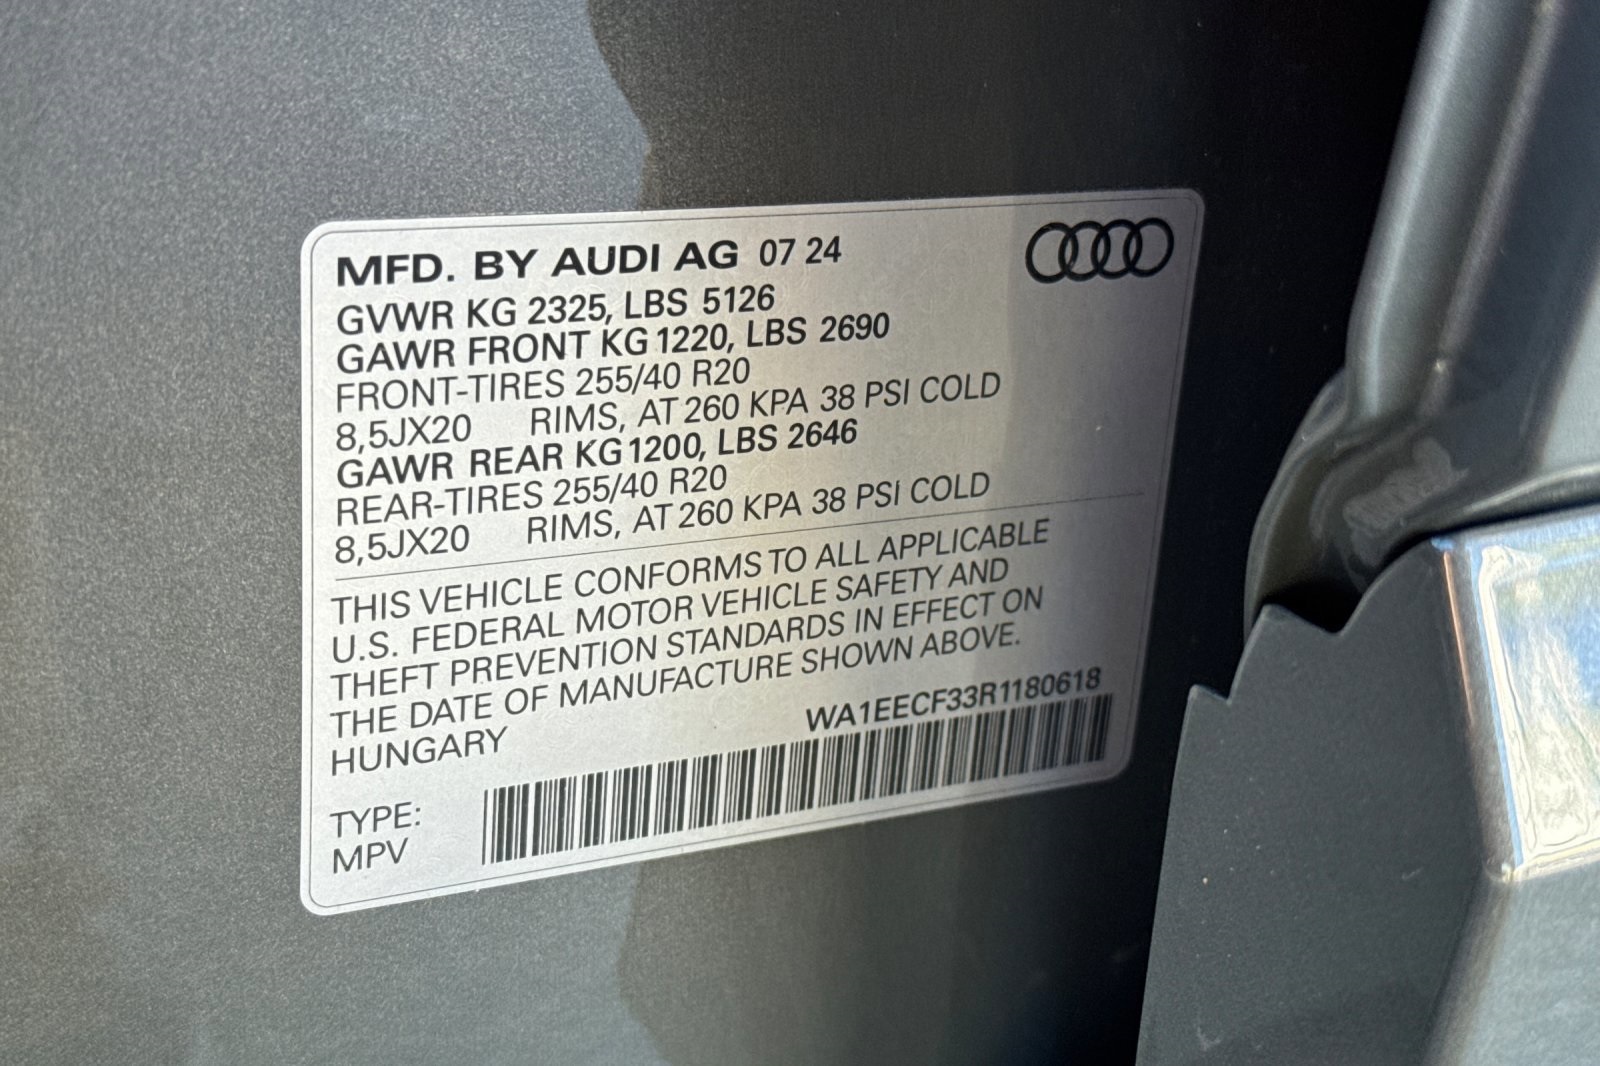 MFD. BY AUDI AG 07 24
GVWR KG 2325, LBS 5126
GAWR FRONT KG 1220, LBS 2690
FRONT-TIRES 255/40 R20
8,5JX20 RIMS, AT 260 KPA 38 PSI COLD
GAWR REAR KG 1200, LBS 2646
REAR-TIRES 255/40 R20
8,5JX20 RIMS, AT 260 KPA 38 PSI COLD
THIS VEHICLE CONFORMS TO ALL APPLICABLE
U.S. FEDERAL MOTOR VEHICLE SAFETY AND
THEFT PREVENTION STANDARDS IN EFFECT ON
THE DATE OF MANUFACTURE SHOWN ABOVE.
HUNGARY
WA1EECF33R1180618
TYPE:
MPV